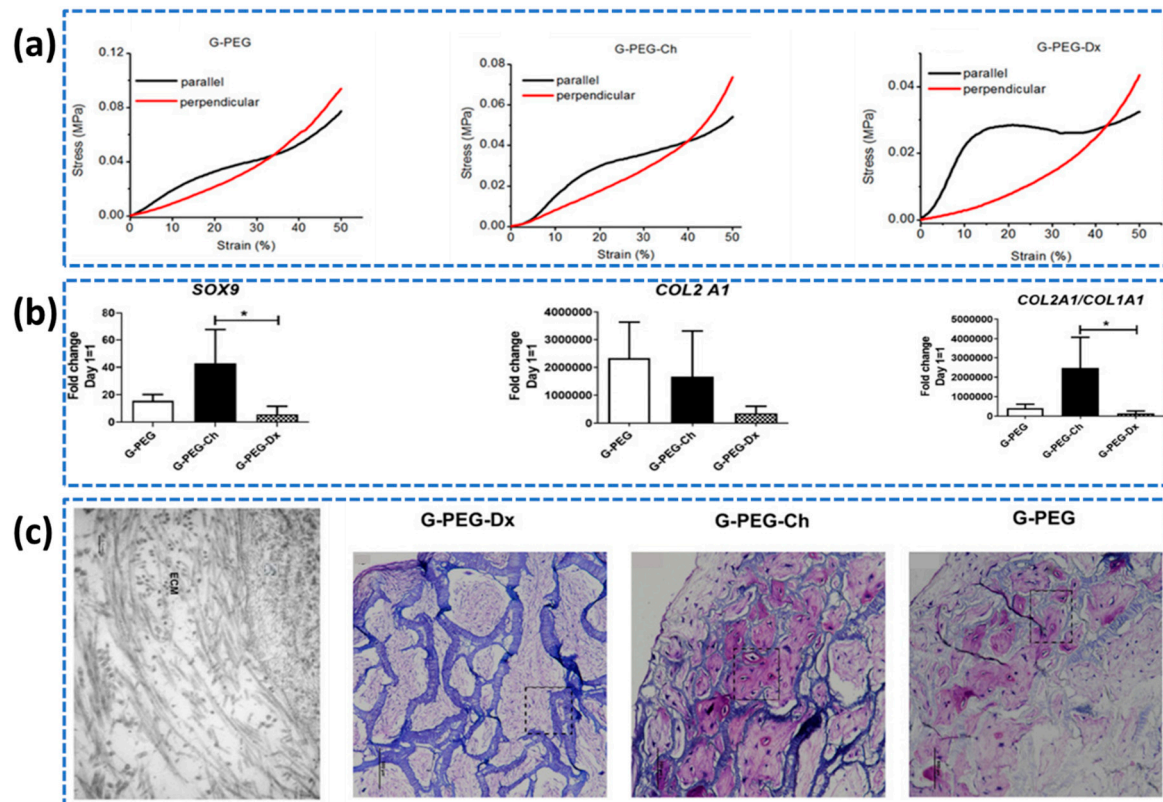 (a)
G-PEG
0.12
0.08
0.04
0.00
Stress (MPa)
parallel
perpendicular
0 10 20 30 40 50
Strain (%)
G-PEG-Ch
0.08
0.06
0.04
0.02
0.00
Stress (MPa)
parallel
perpendicular
0 10 20 30 40 50
Strain (%)
G-PEG-Dx
0.04
0.02
0.00
Stress (MPa)
parallel
perpendicular
0 10 20 30 40 50
Strain (%)
(b)
SOX9
Fold change
Day 1=1
80
60
40
20
0
*
G-PEG
G-PEG-Ch
G-PEG-Dx
COL2 A1
Fold change
Day 1=1
4000000
3000000
2000000
1000000
0
G-PEG
G-PEG-Ch
G-PEG-Dx
COL2A1/COL1A1
Fold change
Day 1=1
5000000
4000000
3000000
2000000
1000000
0
*
G-PEG
G-PEG-Ch
G-PEG-Dx
(c)
ECM
G-PEG-Dx
G-PEG-Ch
G-PEG